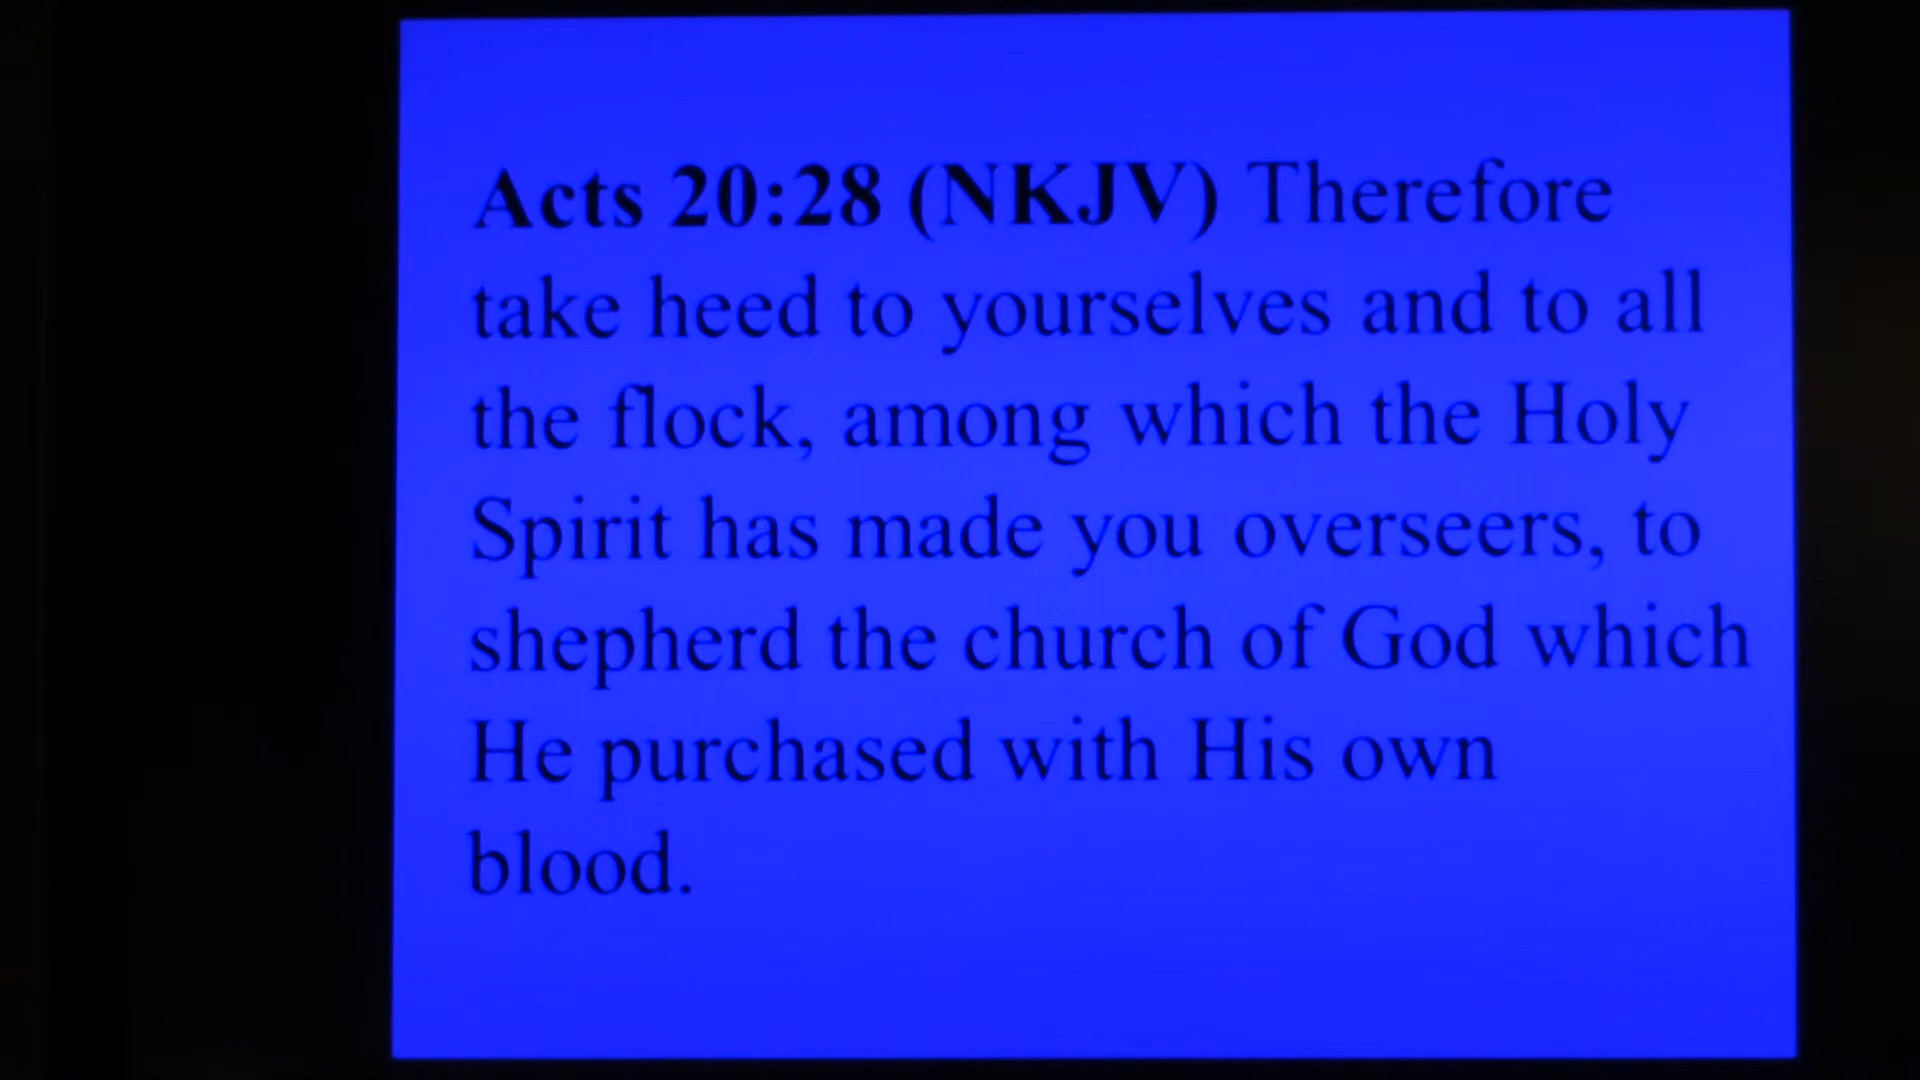 Acts 20:28 (NKJV) Therefore
take heed to yourselves and to all
the flock, among which the Holy
Spirit has made you overseers, to
shepherd the church of God which
He purchased with His own
blood.